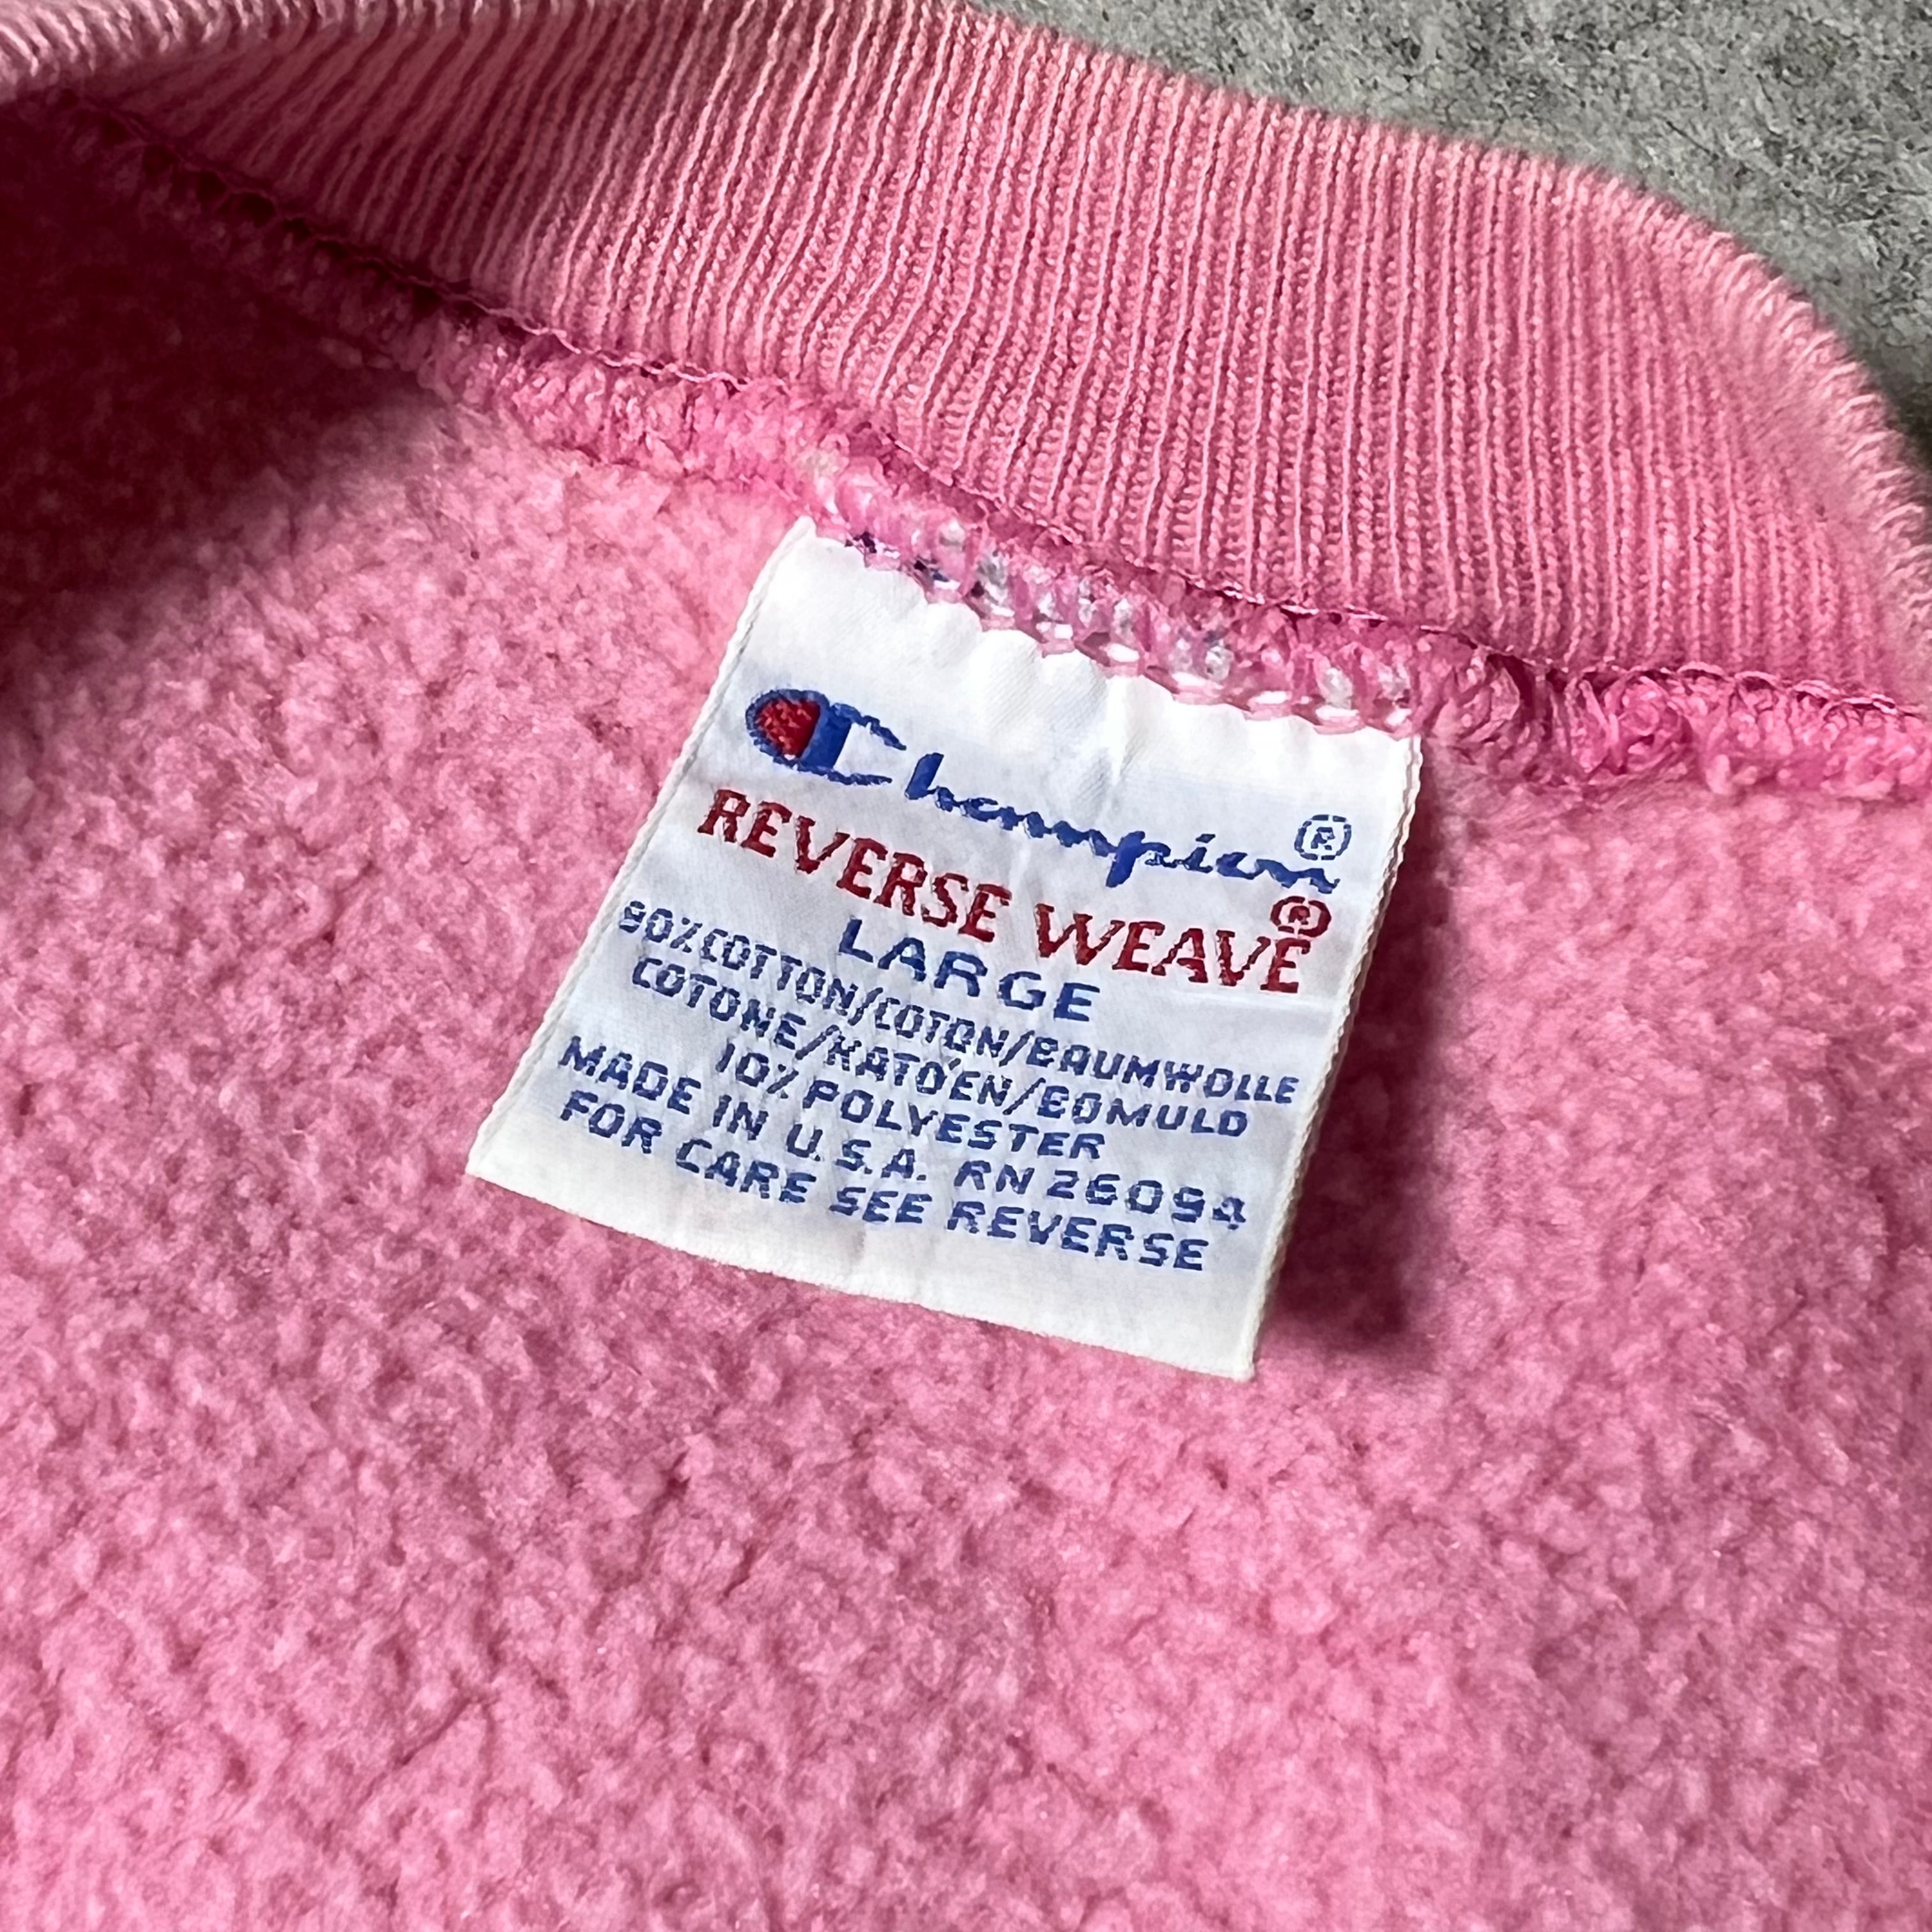 Champion®
REVERSE WEAVE®
LARGE
90%COTTON/COTON/BAUMWOLLE
COTONE/KATOEN/BOMULD
10% POLYESTER
MADE IN U.S.A. RN 26094
FOR CARE SEE REVERSE